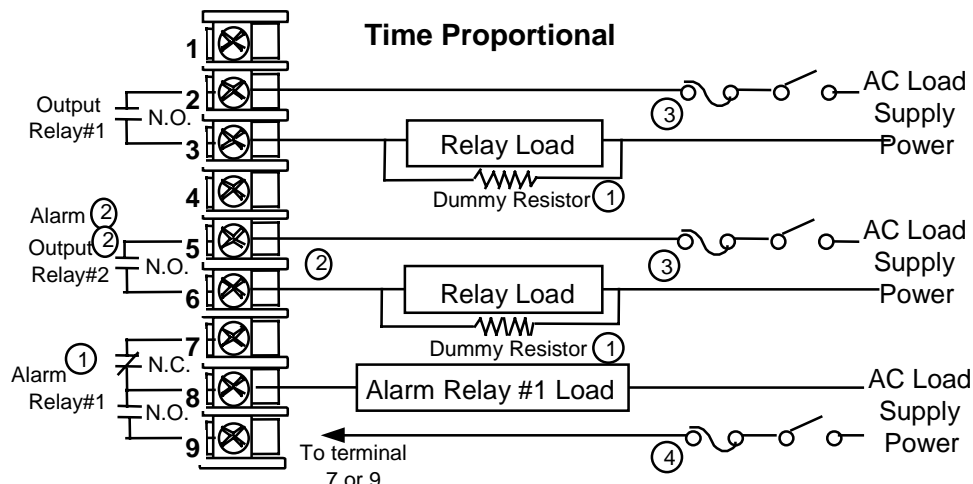 Time Proportional
1
2
Output
Relay#1
N.O.
3
AC Load
Supply
Power
3
Relay Load
Dummy Resistor 1
4
Alarm 2
Output 2
Relay#2
N.O.
5
2
3
AC Load
Supply
Power
6
Relay Load
Dummy Resistor 1
7
Alarm 1
Relay#1
N.C.
8
Alarm Relay #1 Load
AC Load
Supply
Power
N.O.
9
To terminal
7 or 9
4